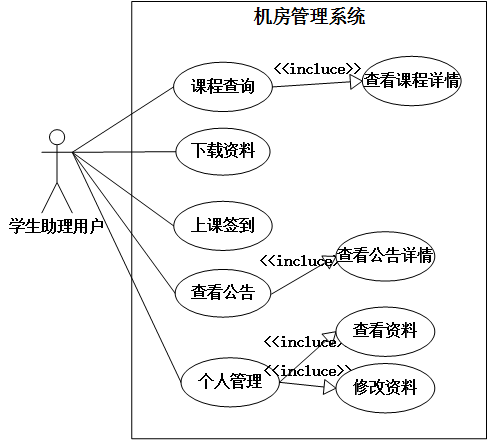 机房管理系统
<<incluce>>
课程查询
查看课程详情
下载资料
学生助理用户
上课签到
<<incluce
查看公告详情
查看公告
查看资料
<<incluce
<<incluce>>
个人管理
修改资料